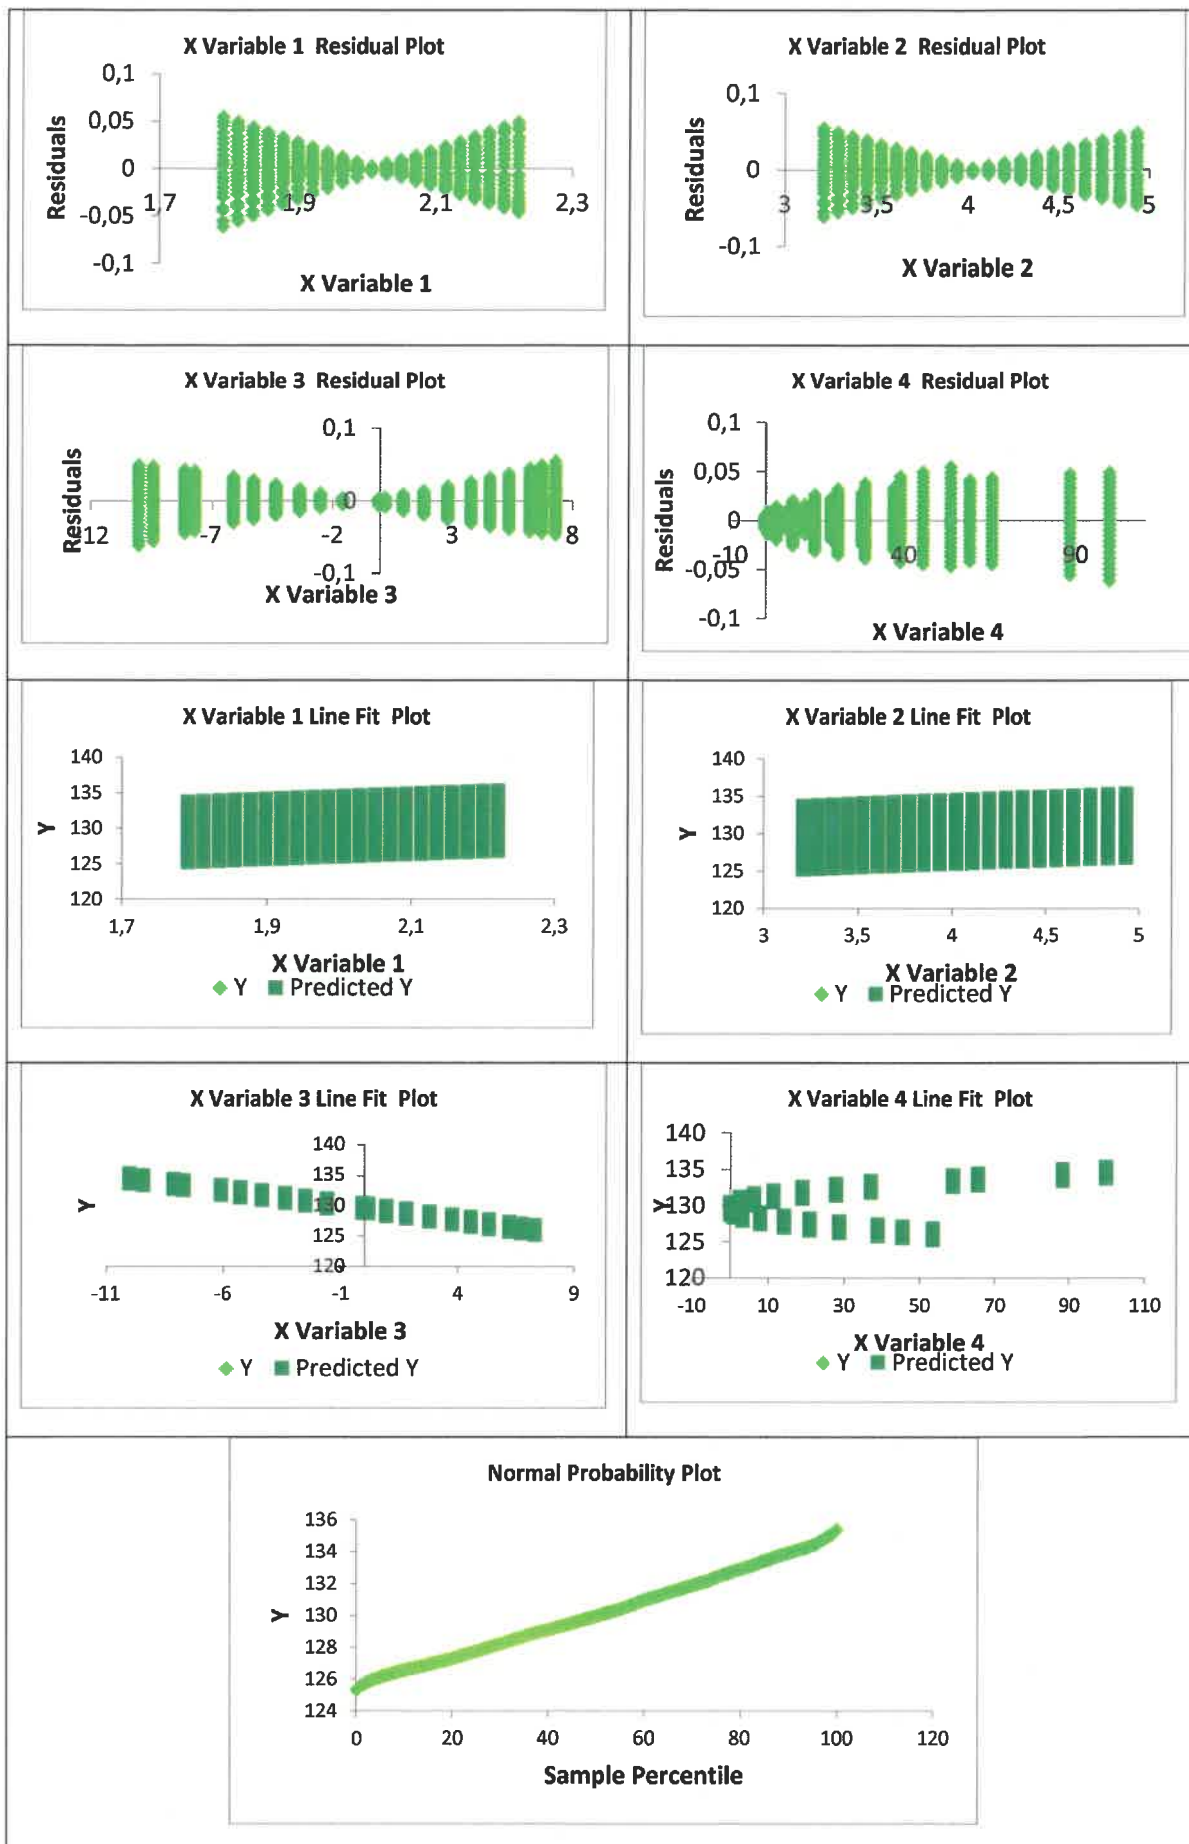 X Variable 1 Residual Plot
0,1
0,05
0
-0,05
-0,1
Residuals
1,7
1,9
2,1
2,3
X Variable 1
X Variable 2 Residual Plot
0,1
0
-0,1
Residuals
3
3,5
4
4,5
5
X Variable 2
X Variable 3 Residual Plot
0,1
0
-0,1
Residuals
-12
-7
-2
3
8
X Variable 3
X Variable 4 Residual Plot
0,1
0,05
0
-0,05
-0,1
Residuals
-10
40
90
X Variable 4
X Variable 1 Line Fit Plot
140
135
130
125
120
Y
1,7
1,9
2,1
2,3
X Variable 1
Y Predicted Y
X Variable 2 Line Fit Plot
140
135
130
125
120
Y
3
3,5
4
4,5
5
X Variable 2
Y Predicted Y
X Variable 3 Line Fit Plot
140
135
130
125
120
Y
-11
-6
-1
4
9
X Variable 3
Y Predicted Y
X Variable 4 Line Fit Plot
140
135
130
125
120
Y
-10
10
30
50
70
90
110
X Variable 4
Y Predicted Y
Normal Probability Plot
136
134
132
130
128
126
124
Y
0
20
40
60
80
100
120
Sample Percentile